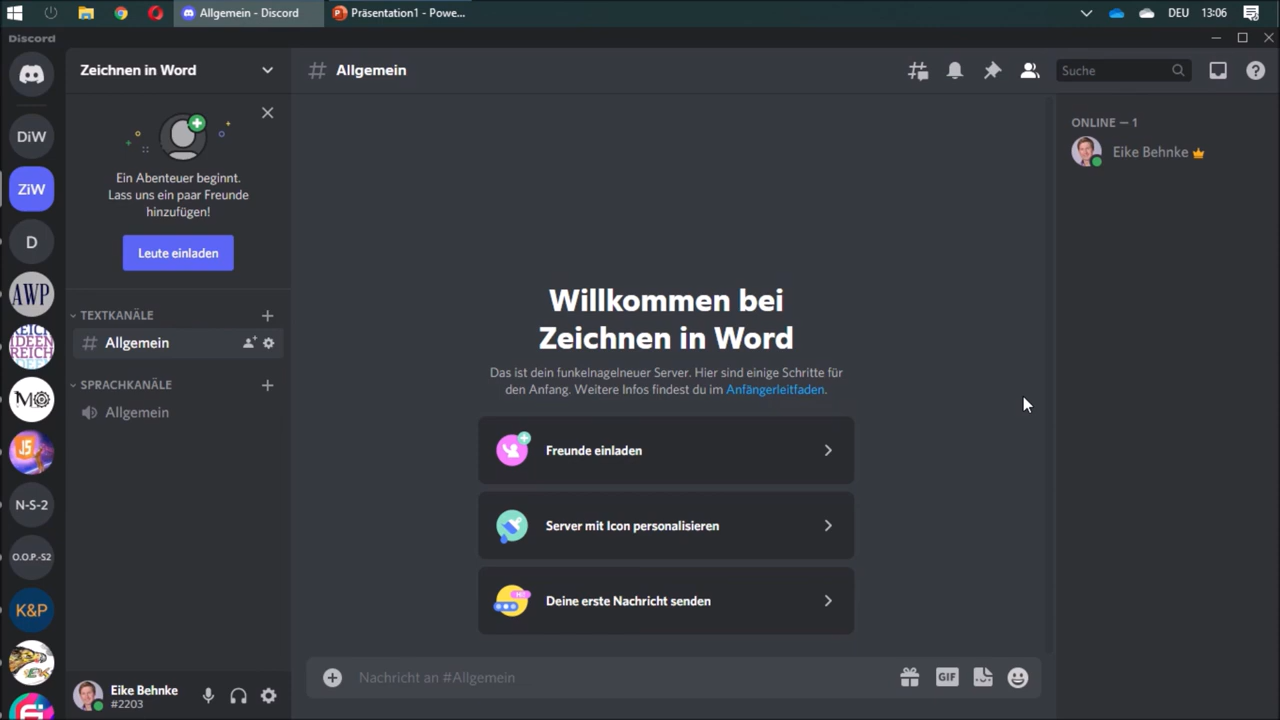 Allgemein - Discord
Präsentation1 - Powe...
DEU
13:06
Discord
Zeichnen in Word
Allgemein
Suche
DiW
ZiW
D
AWP
IDEEN
REICH
JS
N-S-2
O.O.P.-S2
K&P
Ein Abenteuer beginnt.
Lass uns ein paar Freunde
hinzufügen!
Leute einladen
TEXTKANÄLE
Allgemein
SPRACHKANÄLE
Allgemein
Eike Behnke
#2203
Willkommen bei
Zeichnen in Word
Das ist dein funkelnagelneuer Server. Hier sind einige Schritte für
den Anfang. Weitere Infos findest du im Anfängerleitfaden.
Freunde einladen
Server mit Icon personalisieren
Deine erste Nachricht senden
Nachricht an #Allgemein
GIF
ONLINE — 1
Eike Behnke